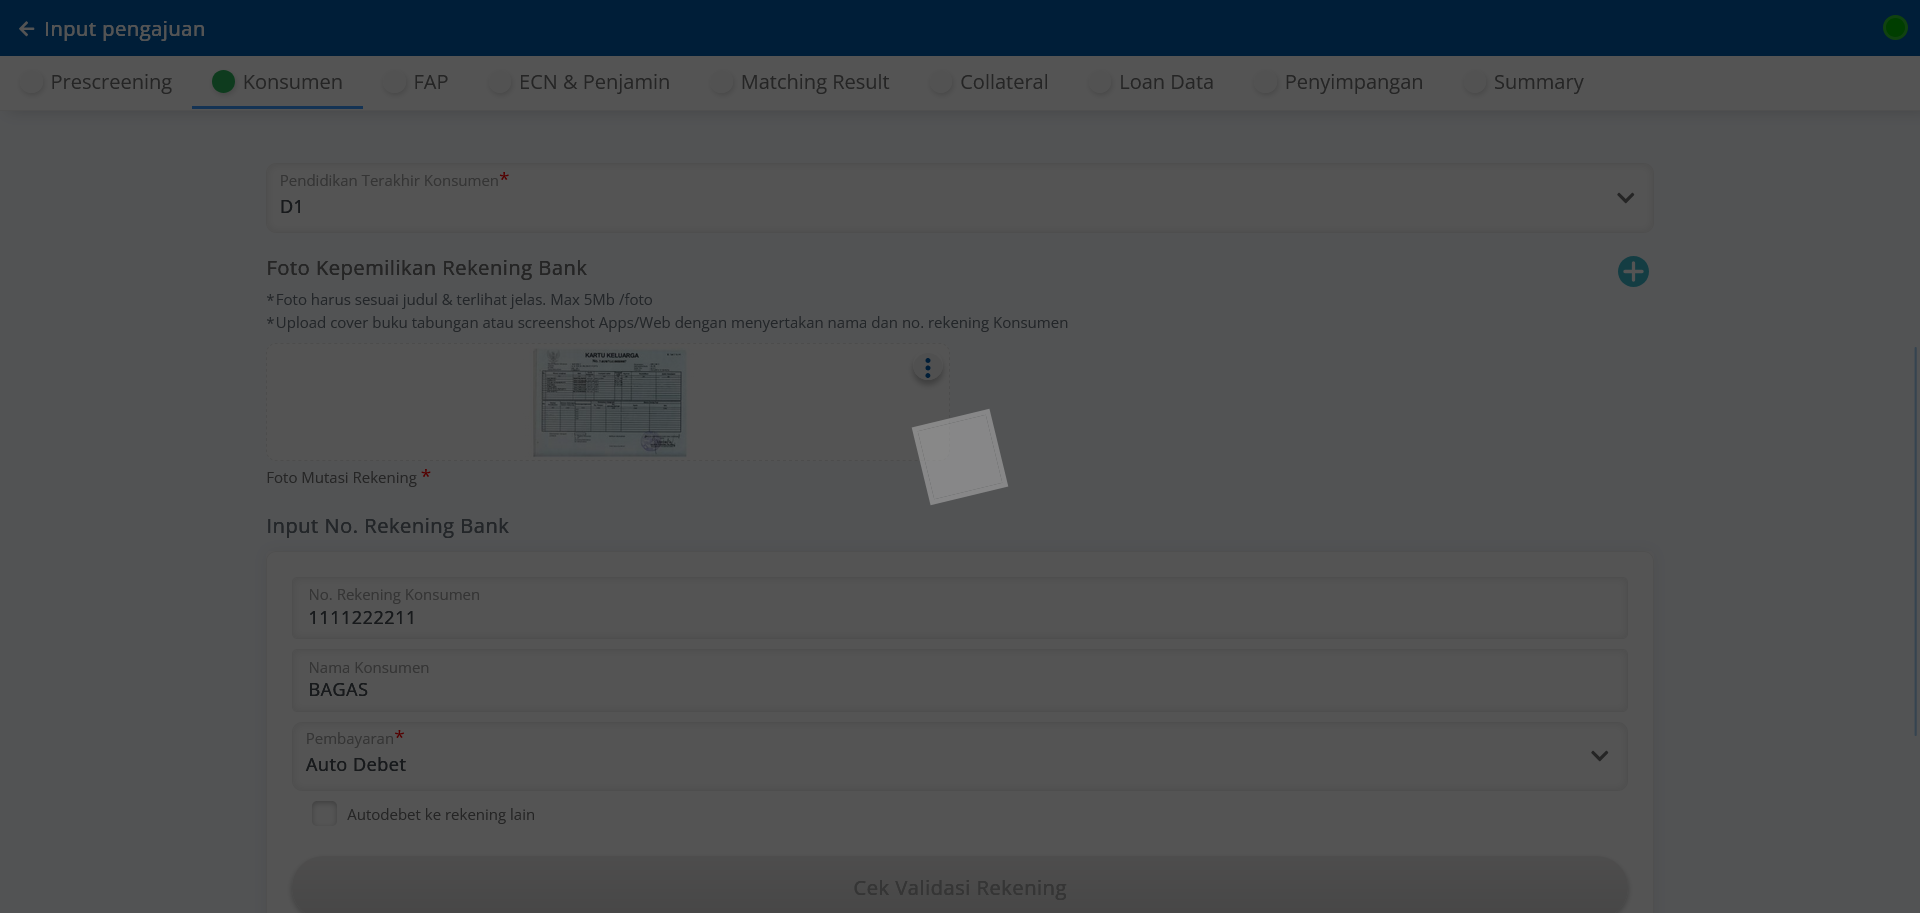 Input pengajuan
Prescreening
Konsumen
FAP
ECN & Penjamin
Matching Result
Collateral
Loan Data
Penyimpangan
Summary
Pendidikan Terakhir Konsumen*
D1
Foto Kepemilikan Rekening Bank
*Foto harus sesuai judul & terlihat jelas. Max 5Mb /foto
*Upload cover buku tabungan atau screenshot Apps/Web dengan menyertakan nama dan no. rekening Konsumen
KARTU KELUARGA
Foto Mutasi Rekening *
Input No. Rekening Bank
No. Rekening Konsumen
1111222211
Nama Konsumen
BAGAS
Pembayaran*
Auto Debet
Autodebet ke rekening lain
Cek Validasi Rekening